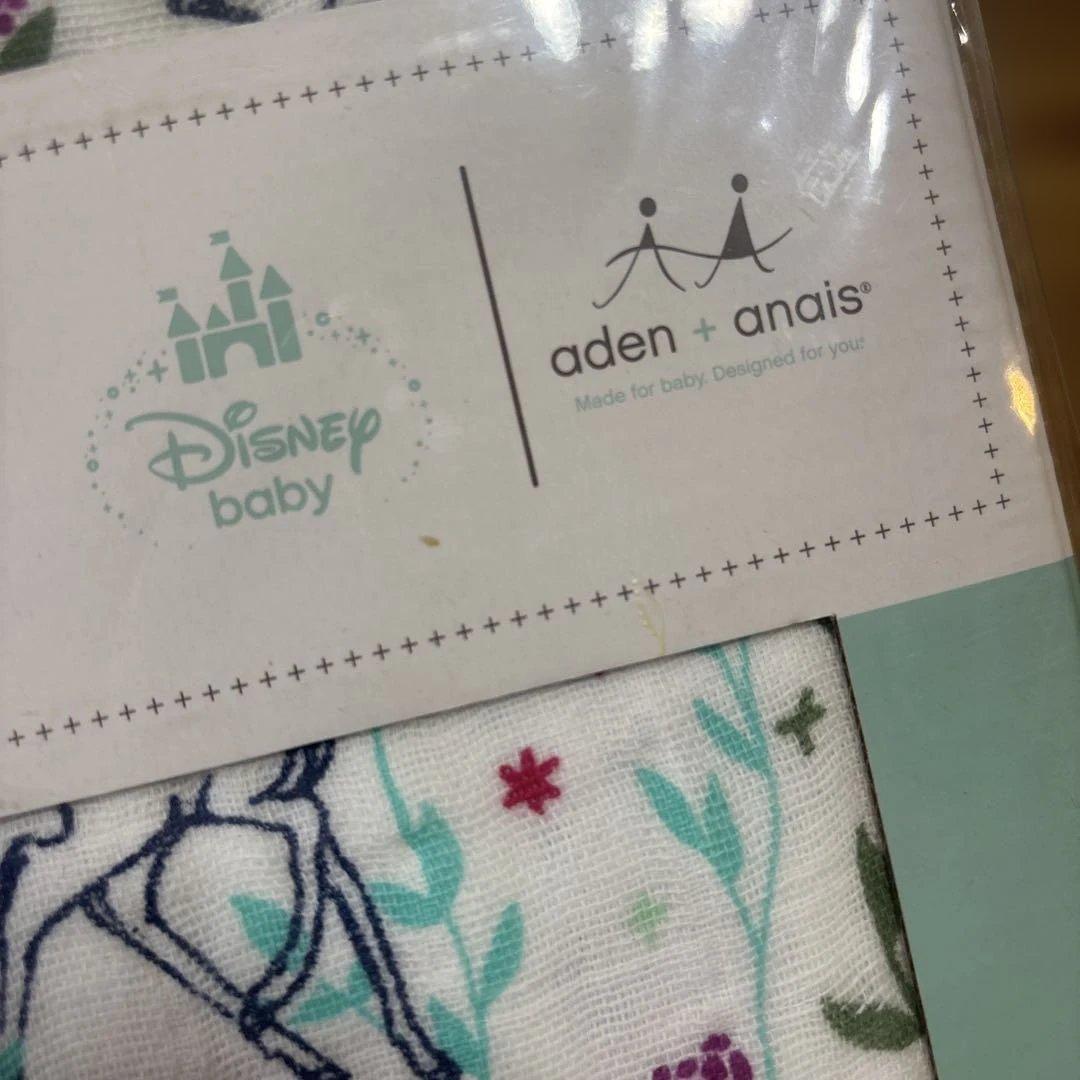 Disney
baby
aden + anais®
Made for baby. Designed for you.®